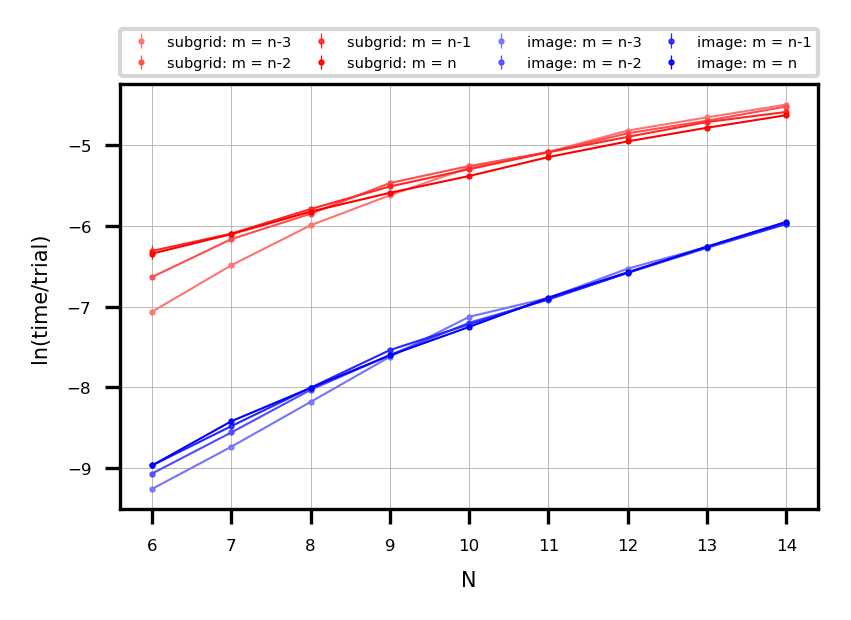 subgrid: m = n-3 subgrid: m = n-1 image: m = n-3 image: m = n-1
subgrid: m = n-2 subgrid: m = n image: m = n-2 image: m = n
−5
−6
−7
−8
−9
ln(time/trial)
6 7 8 9 10 11 12 13 14
N